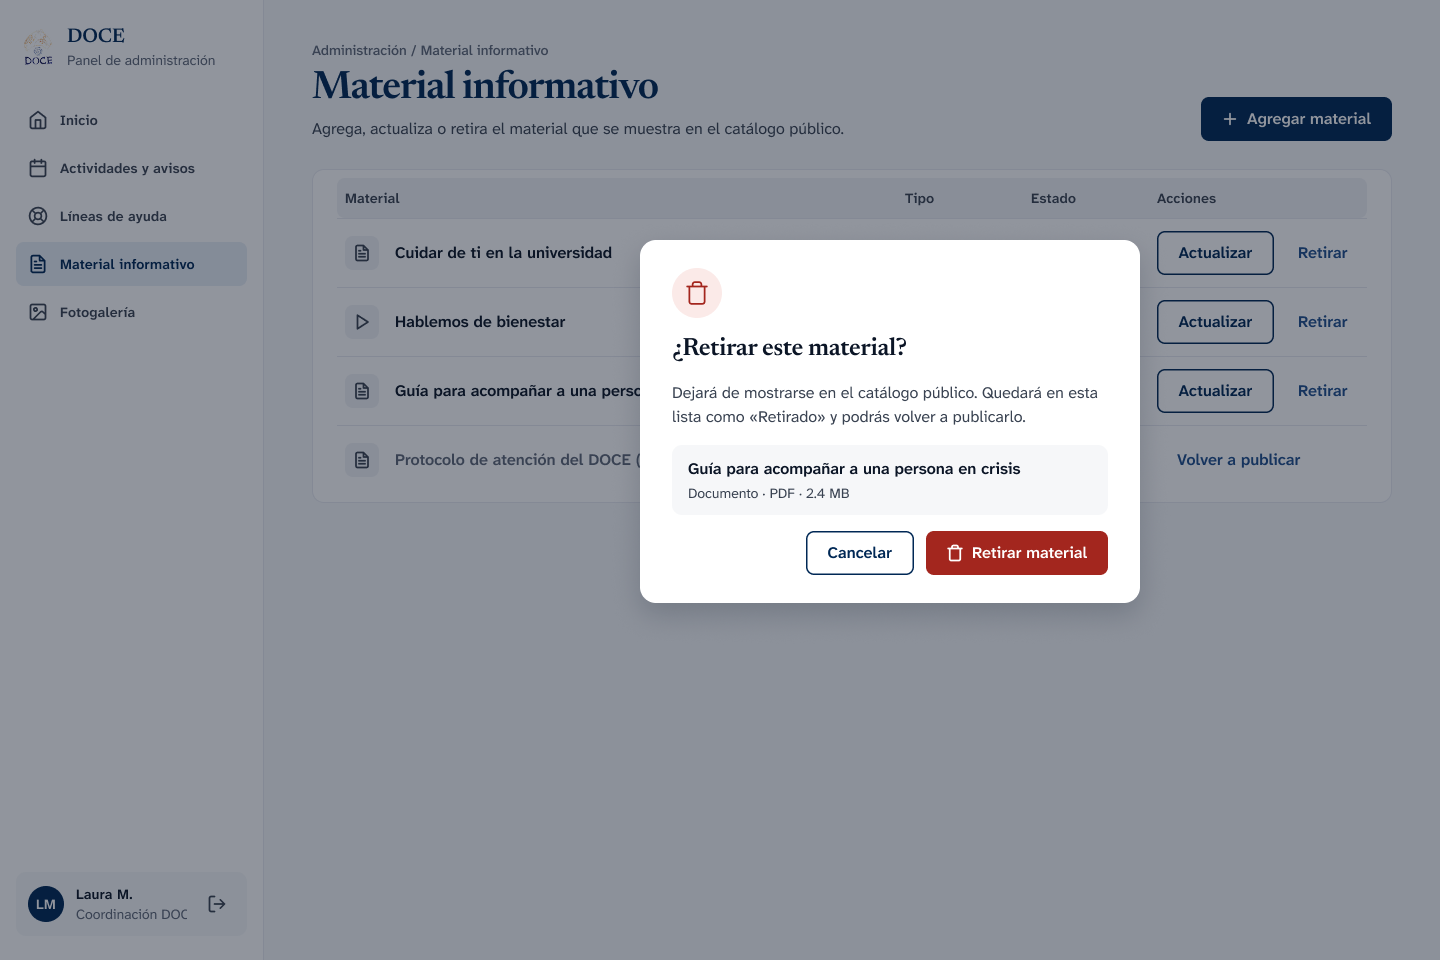 DOCE
Panel de administración
DOCE
Inicio
Actividades y avisos
Líneas de ayuda
Material informativo
Fotogalería
LM
Laura M.
Coordinación DOC
Administración / Material informativo
Material informativo
Agrega, actualiza o retira el material que se muestra en el catálogo público.
Agregar material
Material Tipo Estado Acciones
Cuidar de ti en la universidad Actualizar Retirar
Hablemos de bienestar Actualizar Retirar
Guía para acompañar a una perso Actualizar Retirar
Protocolo de atención del DOCE ( Volver a publicar
¿Retirar este material?
Dejará de mostrarse en el catálogo público. Quedará en esta
lista como «Retirado» y podrás volver a publicarlo.
Guía para acompañar a una persona en crisis
Documento · PDF · 2.4 MB
Cancelar Retirar material